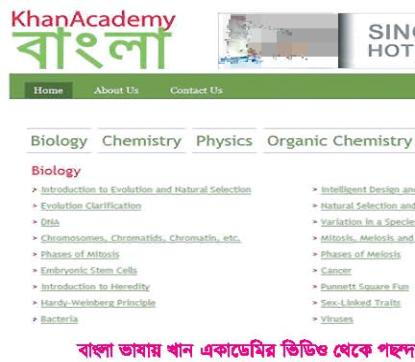 KhanAcademy
বাংলা
SING
HOT
Home About Us Contact Us
Biology Chemistry Physics Organic Chemistry
Biology
Introduction to Evolution and Natural Selection
Intelligent Design and
Evolution Clarification
Natural Selection and
DNA
Variation in a Species
Chromosomes, Chromatids, Chromatin, etc.
Mitosis, Meiosis and
Phases of Mitosis
Phases of Meiosis
Embryonic Stem Cells
Cancer
Introduction to Heredity
Punnett Square Fun
Hardy-Weinberg Principle
Sex-Linked Traits
Bacteria
Viruses
বাংলা ভাষায় খান একাডেমির ভিডিও থেকে পছন্দ